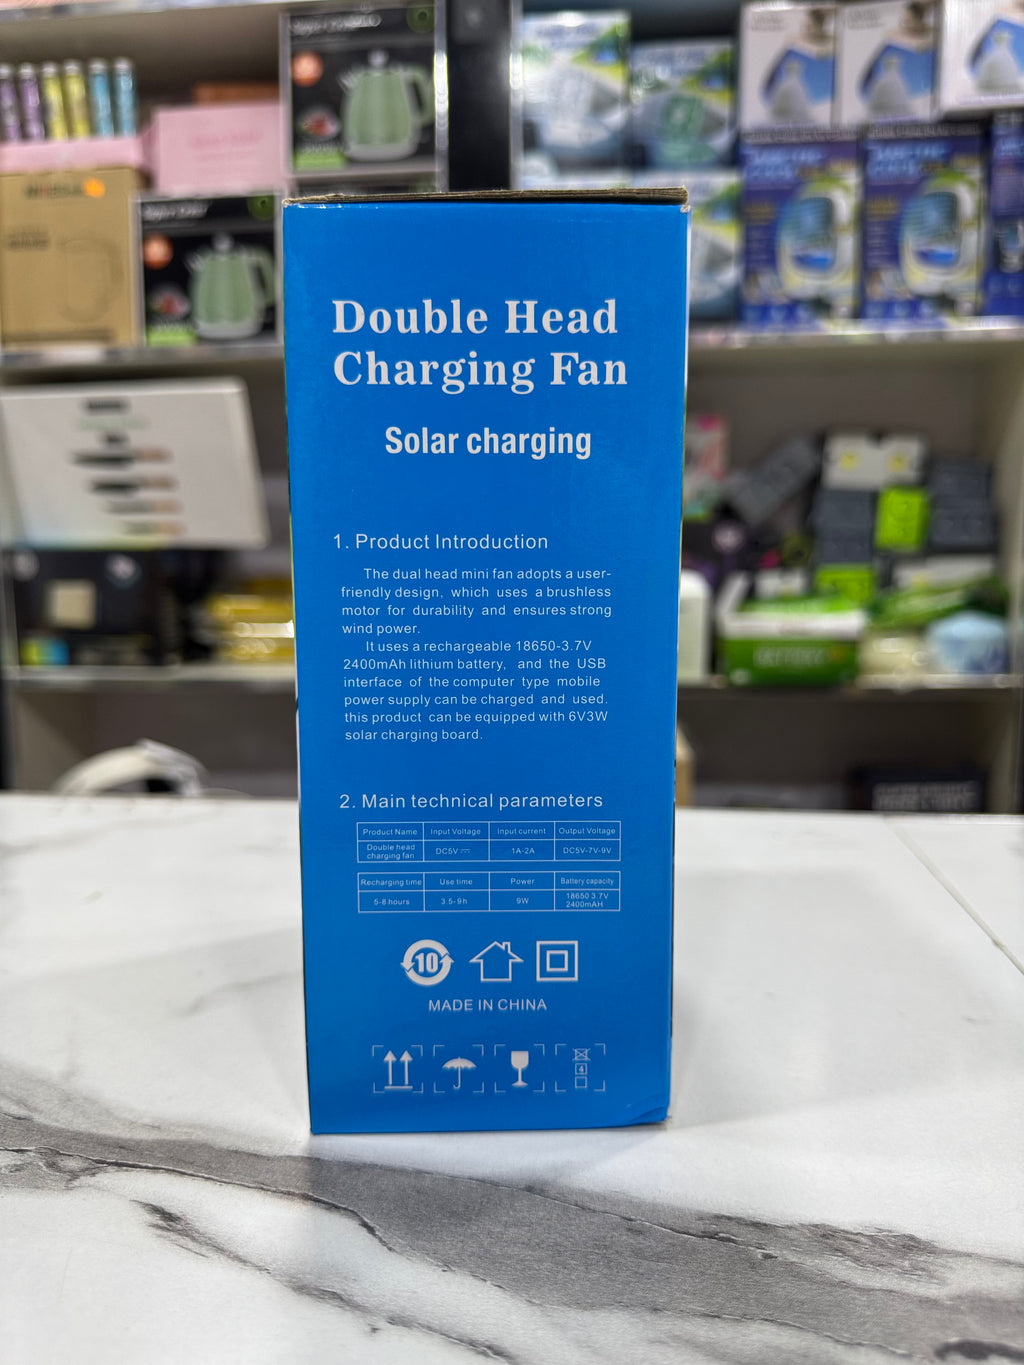 Double Head
Charging Fan
Solar charging
1. Product Introduction
The dual head mini fan adopts a user-
friendly design, which uses a brushless
motor for durability and ensures strong
wind power.
It uses a rechargeable 18650-3.7V
2400mAh lithium battery, and the USB
interface of the computer type mobile
power supply can be charged and used.
this product can be equipped with 6V3W
solar charging board.
2. Main technical parameters
Product Name Input Voltage Input current Output Voltage
Double head
charging fan DC5V ⎓ 1A-2A DC5V-7V-9V
Recharging time Use time Power Battery capacity
5-8 hours 3.5-9h 9W 18650 3.7V
2400mAH
10
MADE IN CHINA
4
ARCTIC
COOL
ARCTIC
COOL